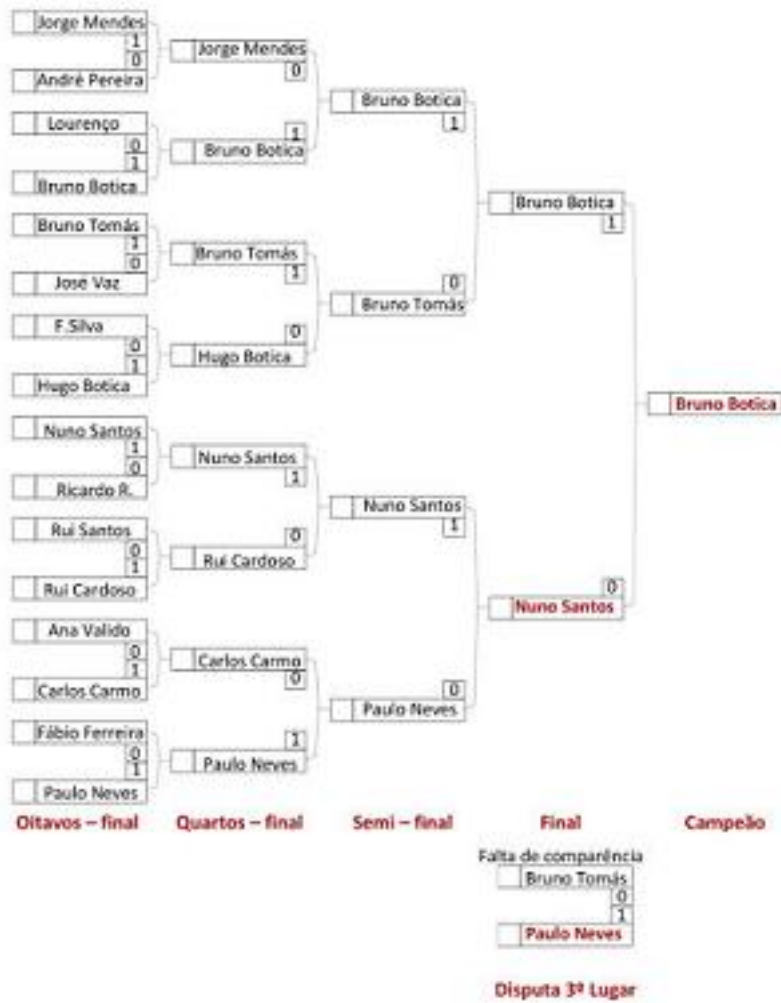 Jorge Mendes
1
0
André Pereira
Lourenço
0
1
Bruno Botica
Bruno Tomás
1
0
José Vaz
F.Silva
0
1
Hugo Botica
Nuno Santos
1
0
Ricardo R.
Rui Santos
0
1
Rui Cardoso
Ana Valido
0
1
Carlos Carmo
Fábio Ferreira
0
1
Paulo Neves
Oitavos – final
Jorge Mendes
0
1
Bruno Botica
Bruno Tomás
1
0
Hugo Botica
Nuno Santos
1
0
Rui Cardoso
Carlos Carmo
0
1
Paulo Neves
Quartos – final
Bruno Botica
1
0
Bruno Tomás
Nuno Santos
1
0
Paulo Neves
Semi – final
Bruno Botica
1
0
Nuno Santos
Final
Bruno Botica
Campeão
Falta de comparência
Bruno Tomás
0
1
Paulo Neves
Disputa 3º Lugar